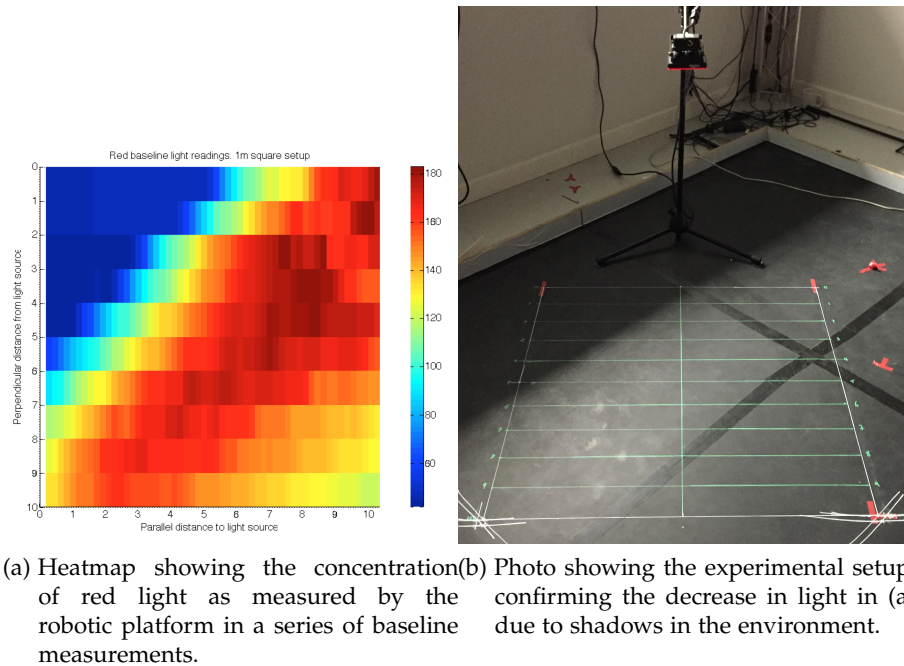 Red baseline light readings. 1m square setup
0
1
2
3
4
5
6
7
8
9
10
Perpendicular distance from light source
0 1 2 3 4 5 6 7 8 9 10
Parallel distance to light source
180
160
140
120
100
80
60
(a) Heatmap showing the concentration
of red light as measured by the
robotic platform in a series of baseline
measurements.
(b) Photo showing the experimental setup
confirming the decrease in light in (a
due to shadows in the environment.